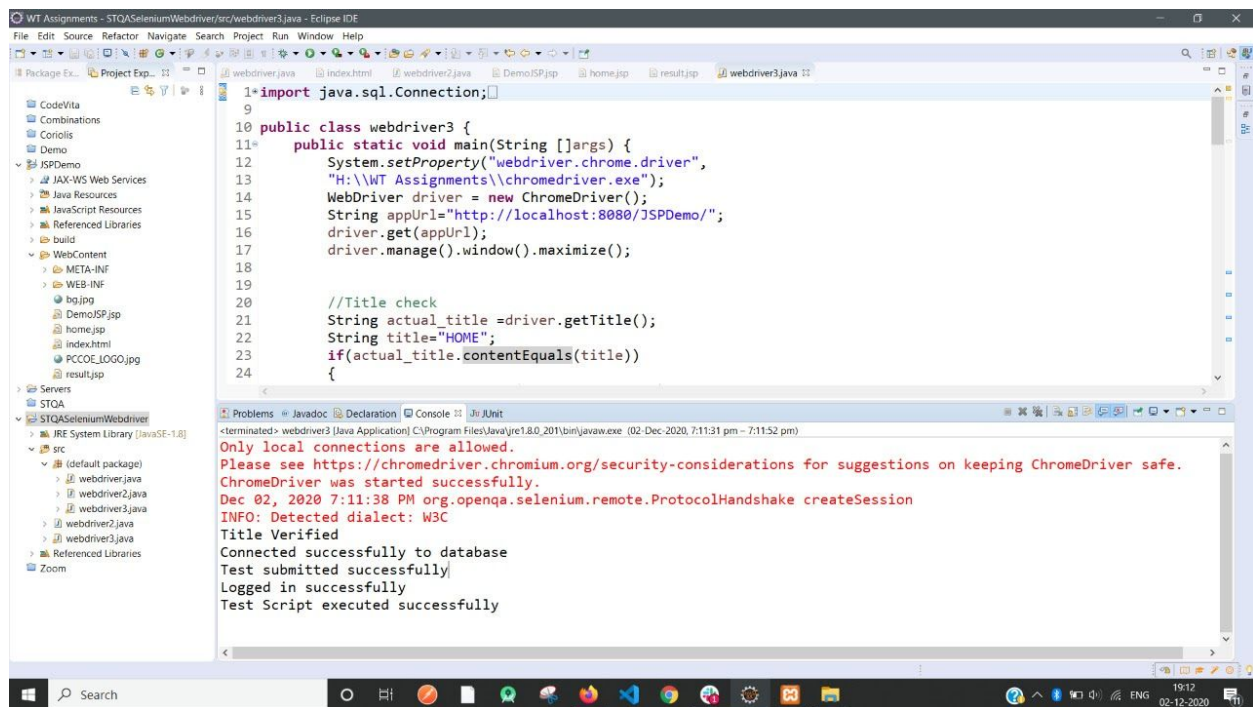 WT Assignments - STQASeleniumWebdriver/src/webdriver3.java - Eclipse IDE
File Edit Source Refactor Navigate Search Project Run Window Help
Package Ex... Project Exp...
webdriver.java index.html webdriver2.java DemoJSP.jsp home.jsp result.jsp webdriver3.java
CodeVita
Combinations
Coriolis
Demo
JSPDemo
JAX-WS Web Services
Java Resources
JavaScript Resources
Referenced Libraries
build
WebContent
META-INF
WEB-INF
bg.jpg
DemoJSP.jsp
home.jsp
index.html
PCCOE_LOGO.jpg
result.jsp
Servers
STQA
STQASeleniumWebdriver
JRE System Library [JavaSE-1.8]
src
(default package)
webdriver.java
webdriver2.java
webdriver3.java
webdriver2.java
webdriver3.java
Referenced Libraries
Zoom
1 import java.sql.Connection;
9
10 public class webdriver3 {
11 public static void main(String []args) {
12 System.setProperty("webdriver.chrome.driver",
13 "H:\\WT Assignments\\chromedriver.exe");
14 WebDriver driver = new ChromeDriver();
15 String appUrl="http://localhost:8080/JSPDemo/";
16 driver.get(appUrl);
17 driver.manage().window().maximize();
18
19
20 //Title check
21 String actual_title =driver.getTitle();
22 String title="HOME";
23 if(actual_title.contentEquals(title))
24 {
Problems Javadoc Declaration Console JUnit
<terminated> webdriver3 [Java Application] C:\Program Files\Java\jre1.8.0_201\bin\javaw.exe (02-Dec-2020, 7:11:31 pm – 7:11:52 pm)
Only local connections are allowed.
Please see https://chromedriver.chromium.org/security-considerations for suggestions on keeping ChromeDriver safe.
ChromeDriver was started successfully.
Dec 02, 2020 7:11:38 PM org.openqa.selenium.remote.ProtocolHandshake createSession
INFO: Detected dialect: W3C
Title Verified
Connected successfully to database
Test submitted successfully
Logged in successfully
Test Script executed successfully
Search
ENG
19:12
02-12-2020